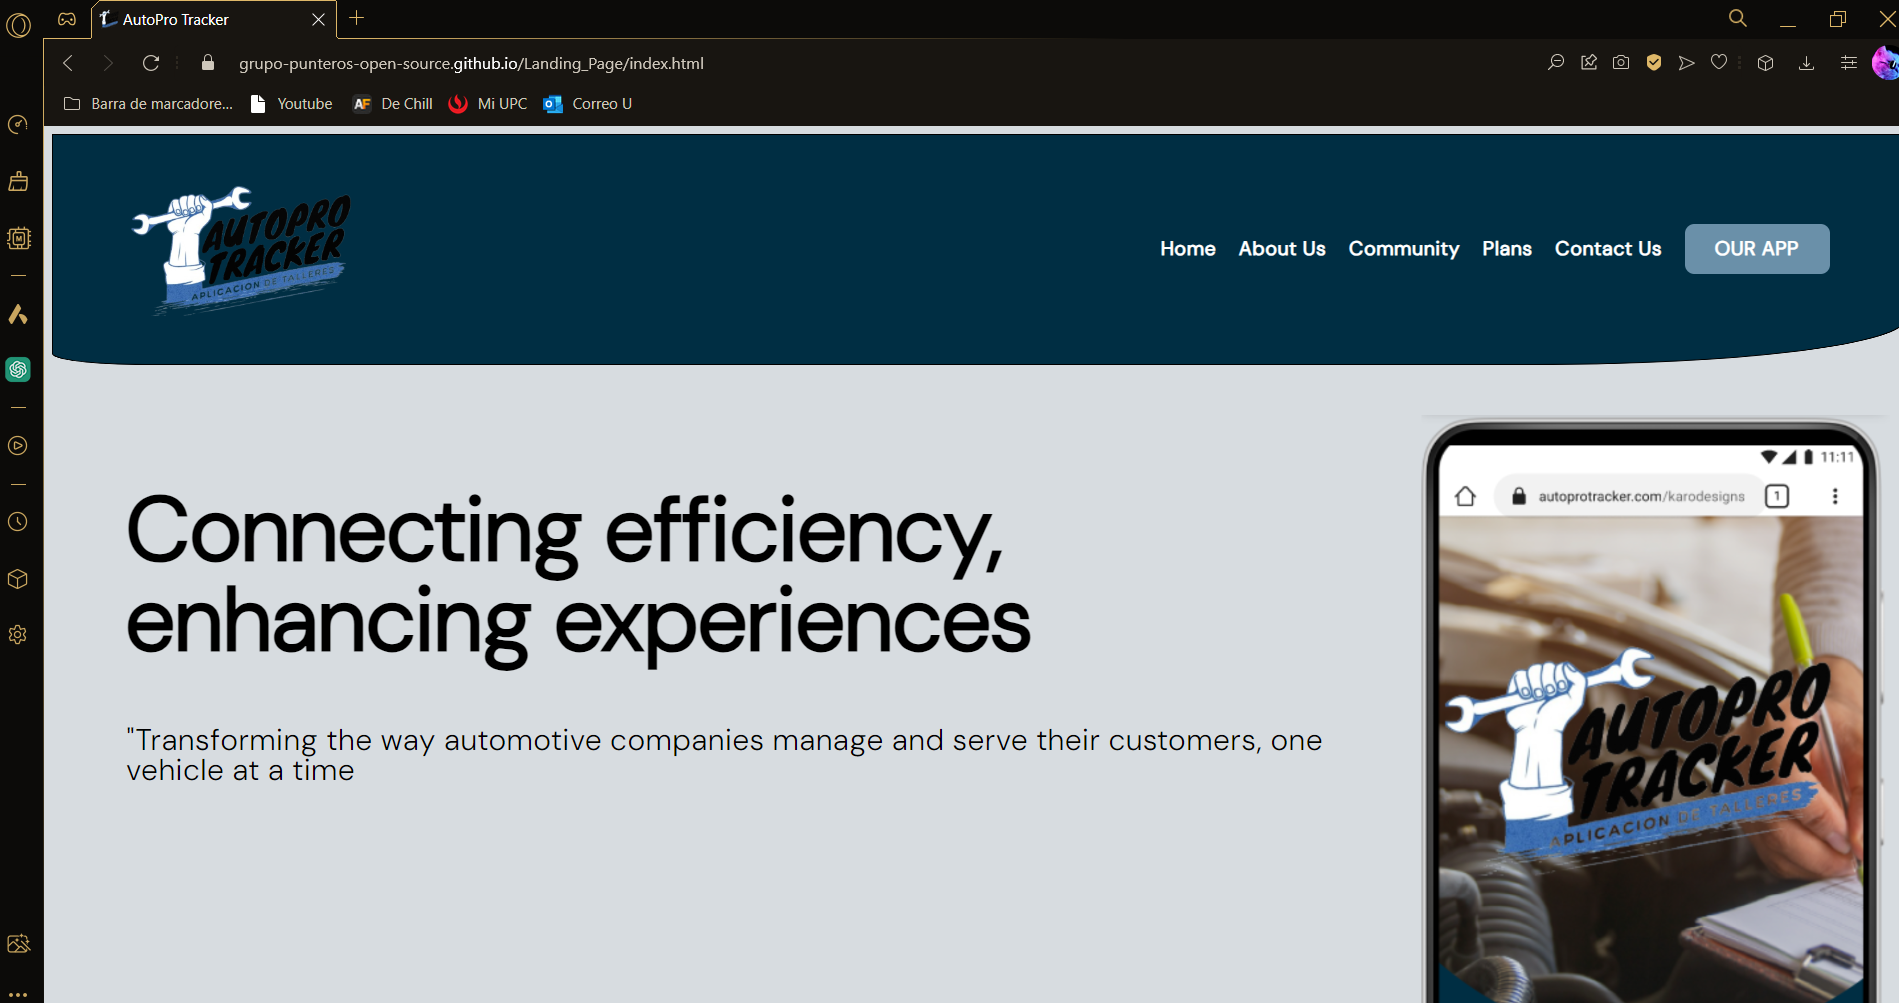 AutoPro Tracker
grupo-punteros-open-source.github.io/Landing_Page/index.html
Barra de marcadore... Youtube AF De Chill Mi UPC Correo U
AUTOPRO
TRACKER
APLICACION DE TALLERES
Home About Us Community Plans Contact Us OUR APP
Connecting efficiency,
enhancing experiences
"Transforming the way automotive companies manage and serve their customers, one
vehicle at a time
11:11
autoprotracker.com/karodesigns 1
AUTOPRO
TRACKER
APLICACION DE TALLERES